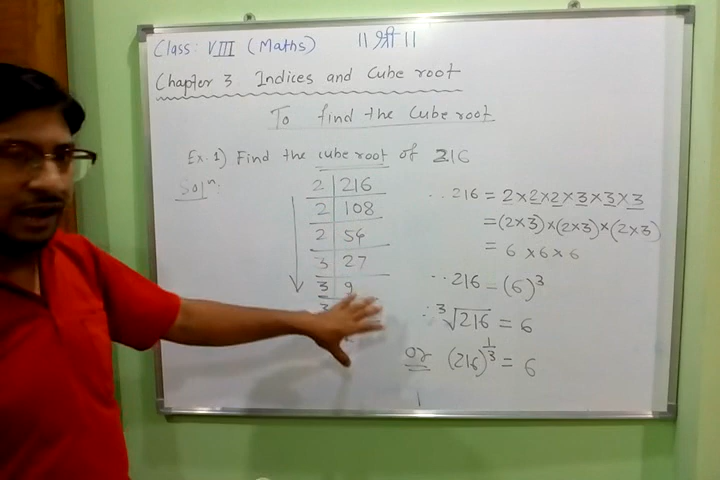 Class: VIII (Maths) || श्री ||
Chapter 3 Indices and Cube root
To find the Cube root
Ex. 1) Find the cube root of 216
Solⁿ:
2 | 216
2 | 108
2 | 54
3 | 27
3 | 9
3
∴ 216 = 2×2×2×3×3×3
= (2×3)×(2×3)×(2×3)
= 6×6×6
∴ 216 = (6)³
∴ ³√216 = 6
Or (216)^1/3 = 6